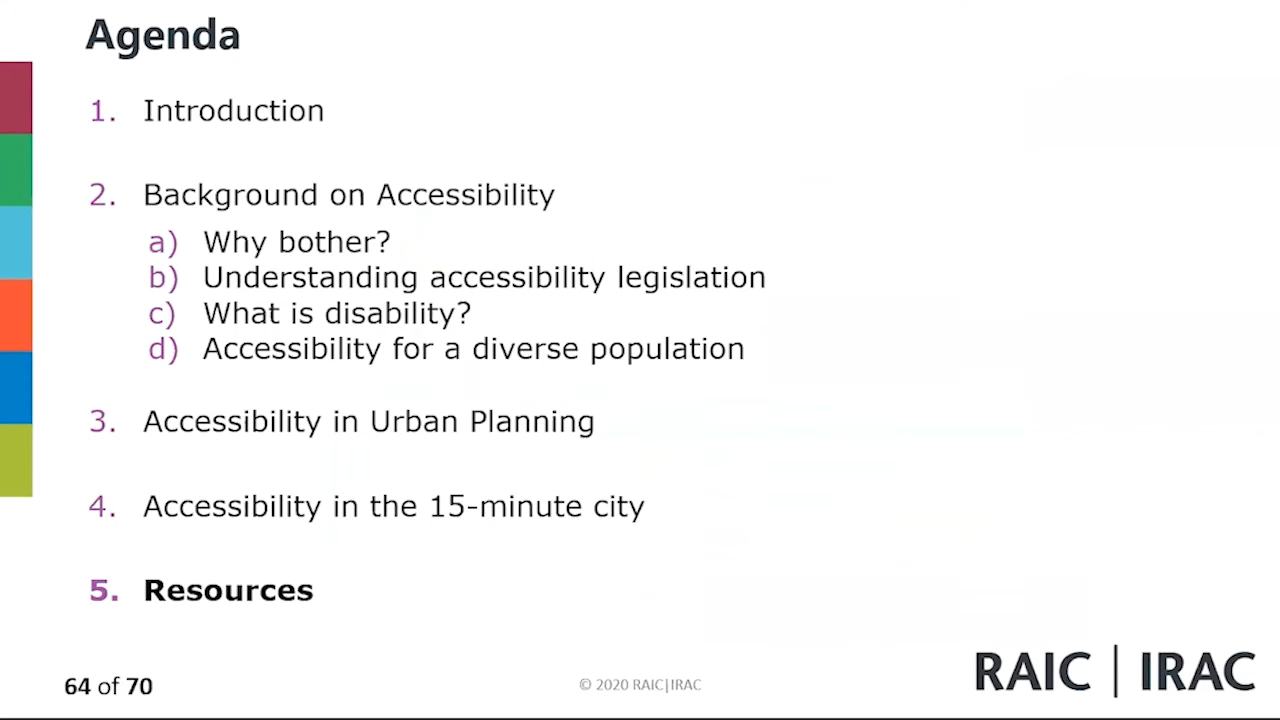 Agenda
1. Introduction
2. Background on Accessibility
a) Why bother?
b) Understanding accessibility legislation
c) What is disability?
d) Accessibility for a diverse population
3. Accessibility in Urban Planning
4. Accessibility in the 15-minute city
5. Resources
64 of 70
© 2020 RAIC|IRAC
RAIC | IRAC